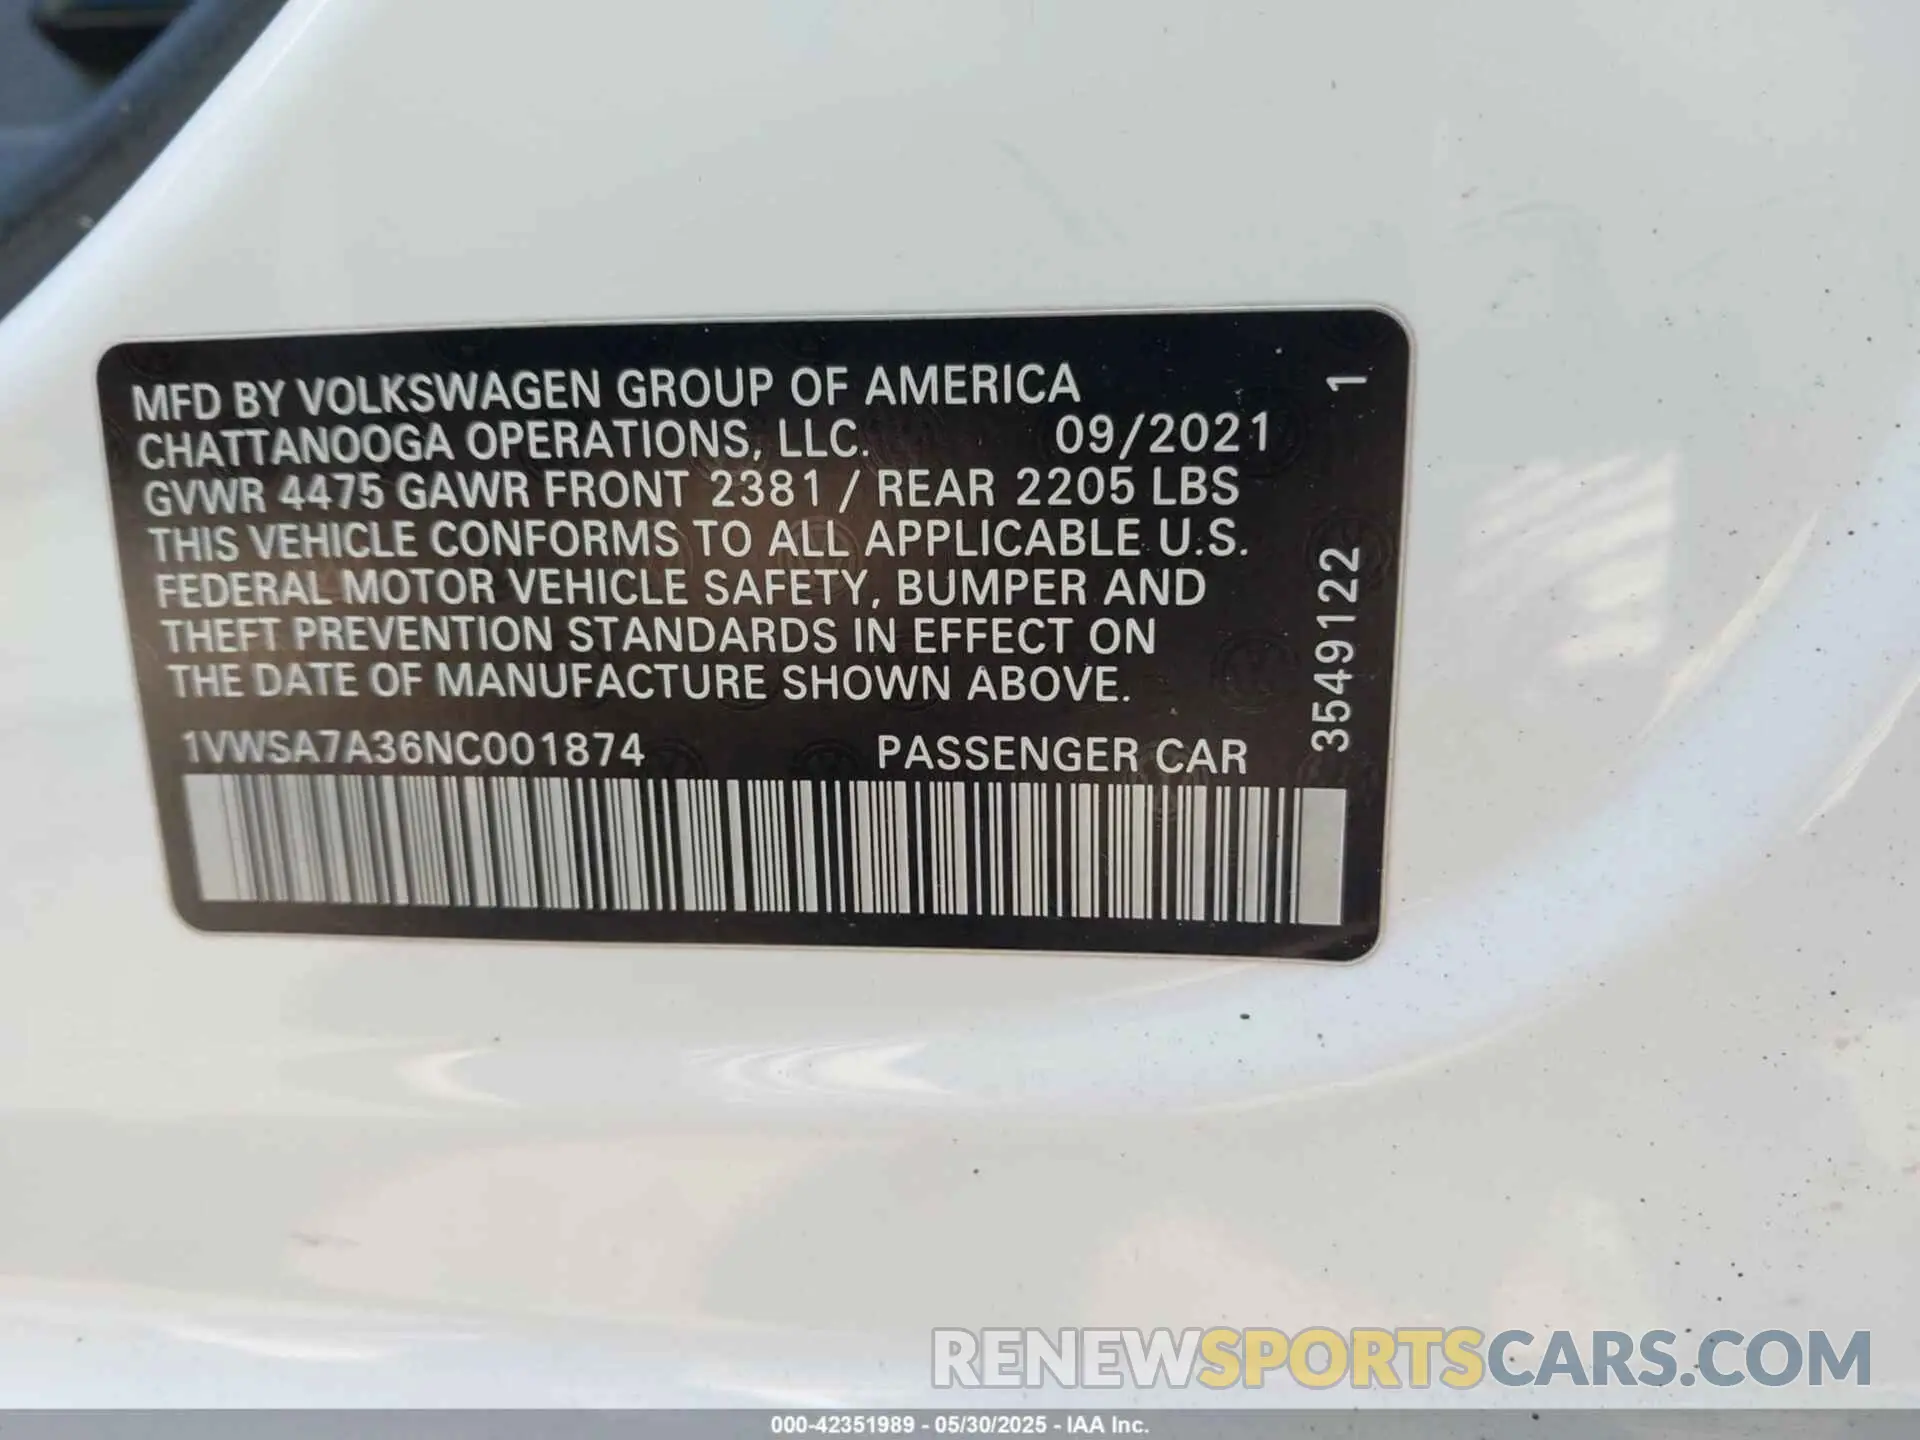 MFD BY VOLKSWAGEN GROUP OF AMERICA
CHATTANOOGA OPERATIONS, LLC. 09/2021
GVWR 4475 GAWR FRONT 2381 / REAR 2205 LBS
THIS VEHICLE CONFORMS TO ALL APPLICABLE U.S.
FEDERAL MOTOR VEHICLE SAFETY, BUMPER AND
THEFT PREVENTION STANDARDS IN EFFECT ON
THE DATE OF MANUFACTURE SHOWN ABOVE.
1VWSA7A36NC001874 PASSENGER CAR
3549122 1
RENEWSPORTSCARS.COM
000-42351989 - 05/30/2025 - IAA Inc.